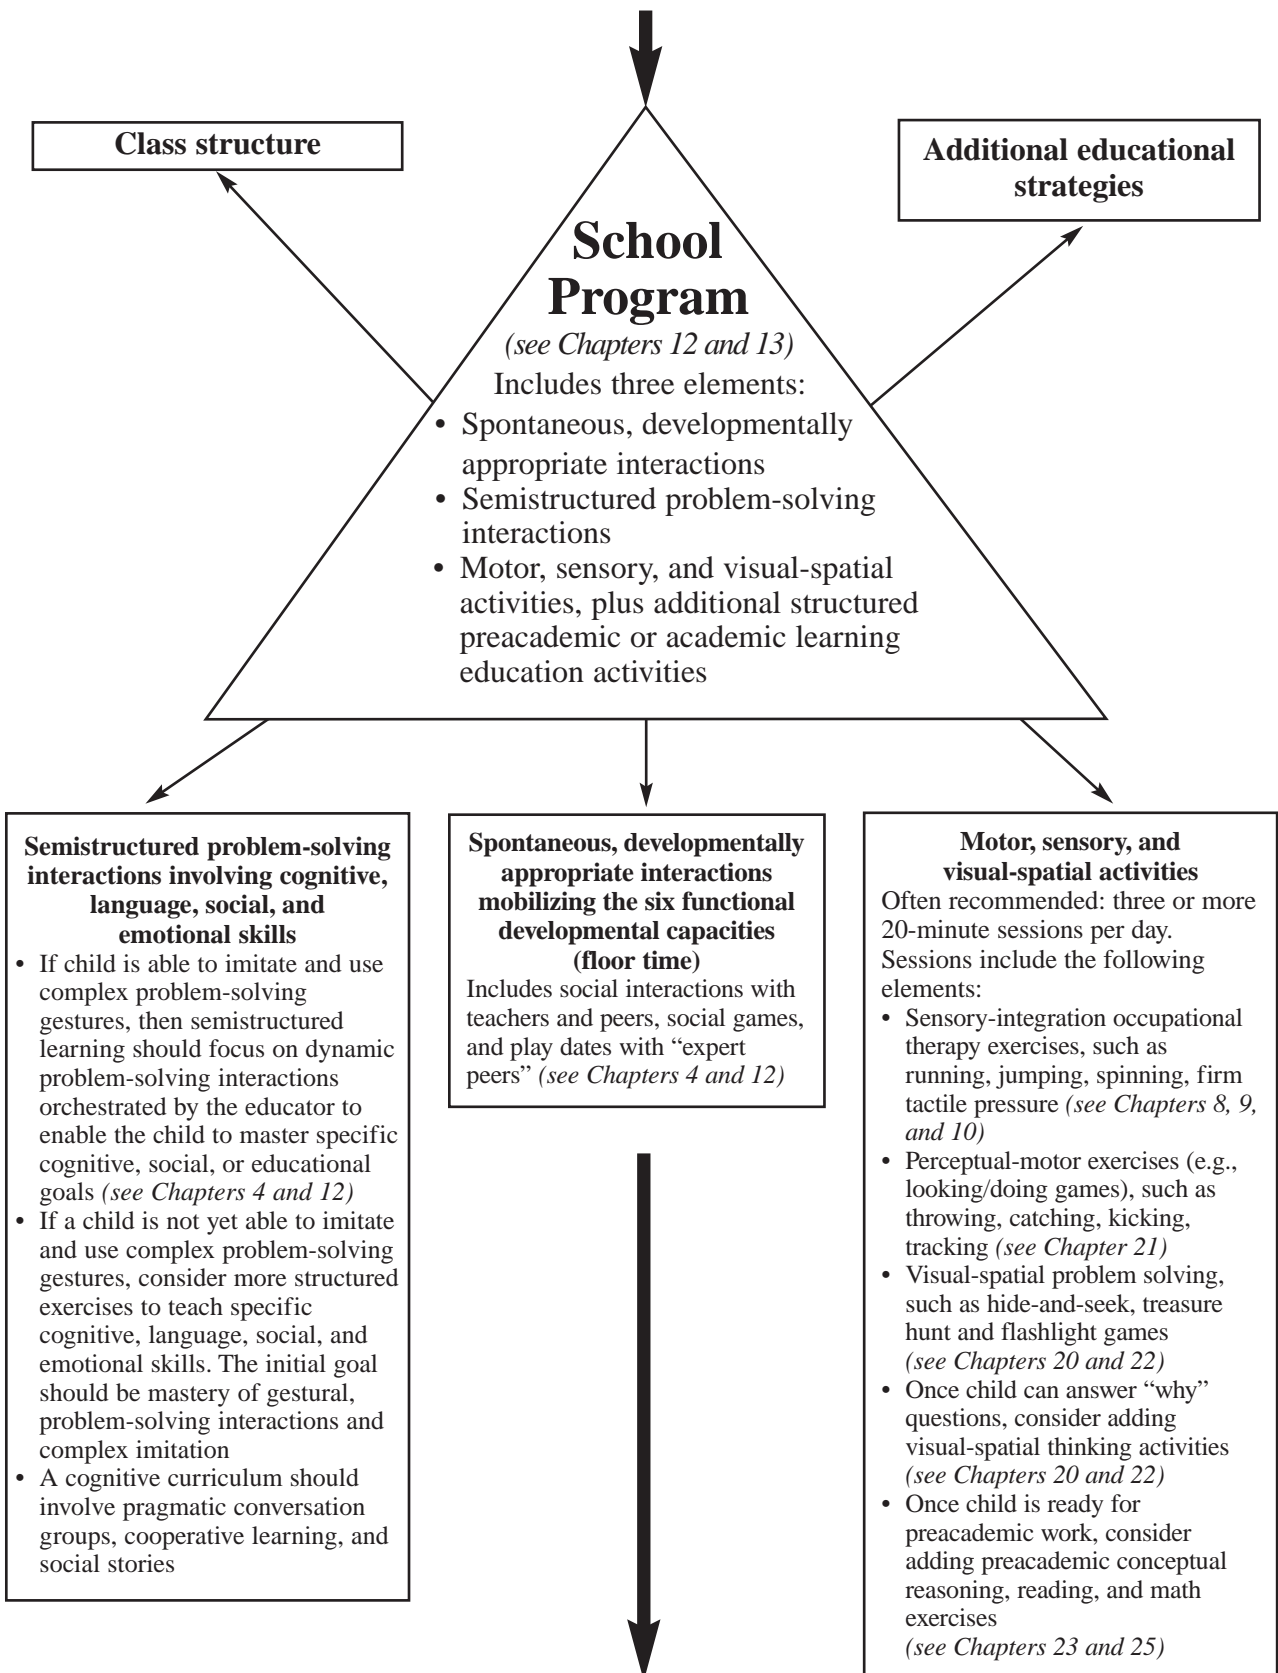 Class structure
Additional educational
strategies
School
Program
(see Chapters 12 and 13)
Includes three elements:
• Spontaneous, developmentally
appropriate interactions
• Semistructured problem-solving
interactions
• Motor, sensory, and visual-spatial
activities, plus additional structured
preacademic or academic learning
education activities
Semistructured problem-solving
interactions involving cognitive,
language, social, and
emotional skills
• If child is able to imitate and use
complex problem-solving
gestures, then semistructured
learning should focus on dynamic
problem-solving interactions
orchestrated by the educator to
enable the child to master specific
cognitive, social, or educational
goals (see Chapters 4 and 12)
• If a child is not yet able to imitate
and use complex problem-solving
gestures, consider more structured
exercises to teach specific
cognitive, language, social, and
emotional skills. The initial goal
should be mastery of gestural,
problem-solving interactions and
complex imitation
• A cognitive curriculum should
involve pragmatic conversation
groups, cooperative learning, and
social stories
Spontaneous, developmentally
appropriate interactions
mobilizing the six functional
developmental capacities
(floor time)
Includes social interactions with
teachers and peers, social games,
and play dates with “expert
peers” (see Chapters 4 and 12)
Motor, sensory, and
visual-spatial activities
Often recommended: three or more
20-minute sessions per day.
Sessions include the following
elements:
• Sensory-integration occupational
therapy exercises, such as
running, jumping, spinning, firm
tactile pressure (see Chapters 8, 9,
and 10)
• Perceptual-motor exercises (e.g.,
looking/doing games), such as
throwing, catching, kicking,
tracking (see Chapter 21)
• Visual-spatial problem solving,
such as hide-and-seek, treasure
hunt and flashlight games
(see Chapters 20 and 22)
• Once child can answer “why”
questions, consider adding
visual-spatial thinking activities
(see Chapters 20 and 22)
• Once child is ready for
preacademic work, consider
adding preacademic conceptual
reasoning, reading, and math
exercises
(see Chapters 23 and 25)